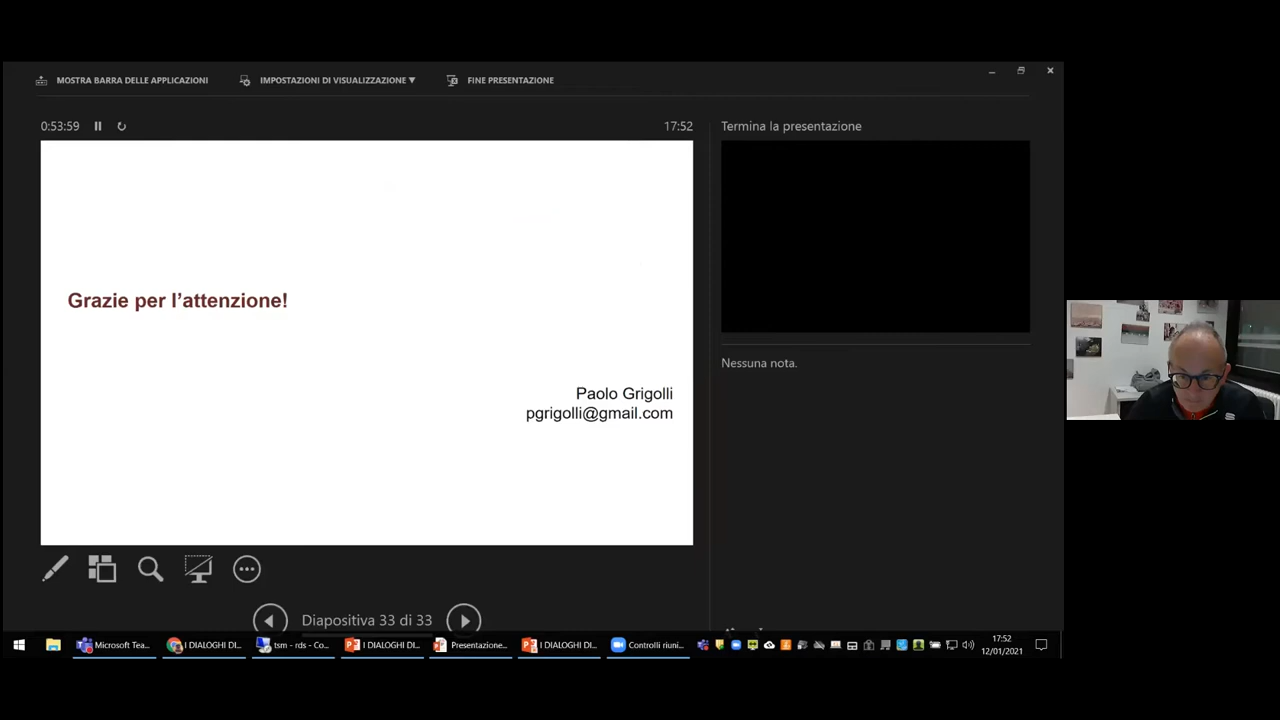 MOSTRA BARRA DELLE APPLICAZIONI
IMPOSTAZIONI DI VISUALIZZAZIONE ▼
FINE PRESENTAZIONE
0:53:59
17:52
Termina la presentazione
Grazie per l’attenzione!
Nessuna nota.
Paolo Grigolli
pgrigolli@gmail.com
Diapositiva 33 di 33
Microsoft Tea...
I DIALOGHI DI...
tsm - rds - Co...
I DIALOGHI DI...
Presentazione...
I DIALOGHI DI...
Controlli riuni...
17:52
12/01/2021